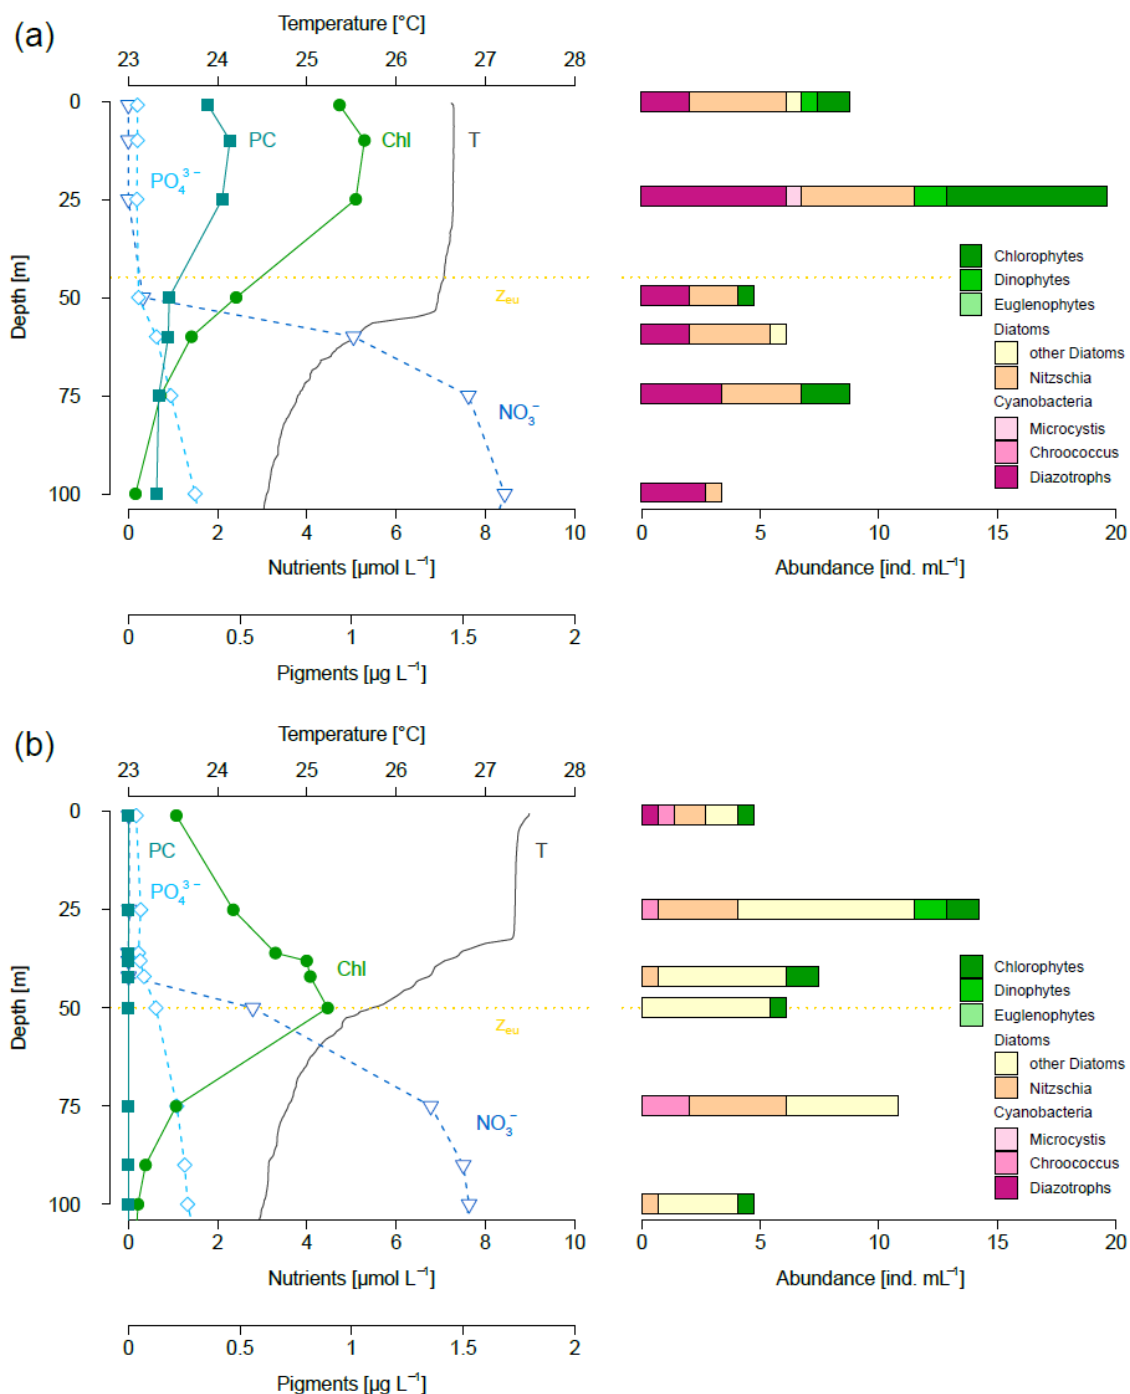 (a)
Temperature [°C]
23 24 25 26 27 28
0
25
50
75
100
Depth [m]
PC
Chl
T
PO₄³⁻
Z_eu
NO₃⁻
0 2 4 6 8 10
Nutrients [µmol L⁻¹]
0 0.5 1 1.5 2
Pigments [µg L⁻¹]
Chlorophytes
Dinophytes
Euglenophytes
Diatoms
other Diatoms
Nitzschia
Cyanobacteria
Microcystis
Chroococcus
Diazotrophs
0 5 10 15 20
Abundance [ind. mL⁻¹]
(b)
Temperature [°C]
23 24 25 26 27 28
0
25
50
75
100
Depth [m]
PC
T
PO₄³⁻
Chl
Z_eu
NO₃⁻
0 2 4 6 8 10
Nutrients [µmol L⁻¹]
0 0.5 1 1.5 2
Pigments [µg L⁻¹]
Chlorophytes
Dinophytes
Euglenophytes
Diatoms
other Diatoms
Nitzschia
Cyanobacteria
Microcystis
Chroococcus
Diazotrophs
0 5 10 15 20
Abundance [ind. mL⁻¹]